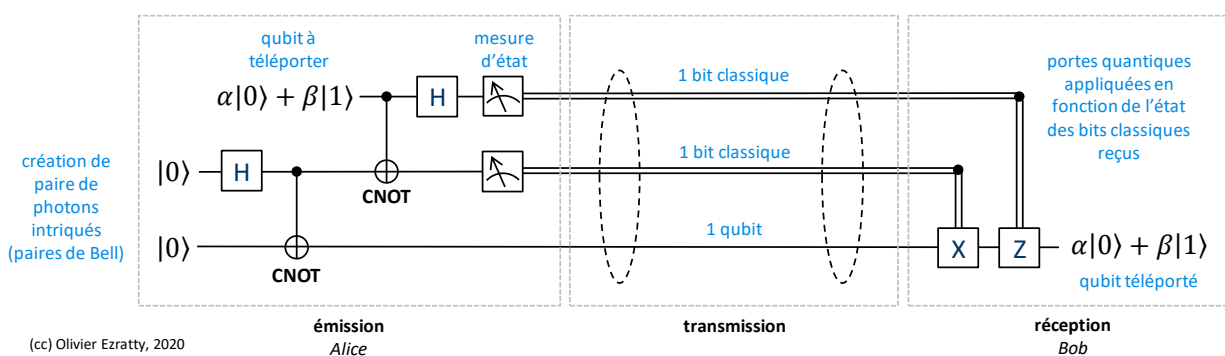 qubit à
téléporter
mesure
d’état
1 bit classique
portes quantiques
appliquées en
fonction de l’état
des bits classiques
reçus
α|0⟩ + β|1⟩
H
création de
paire de
photons
intriqués
(paires de Bell)
|0⟩
H
CNOT
1 bit classique
|0⟩
CNOT
1 qubit
X
Z
α|0⟩ + β|1⟩
qubit téléporté
émission
Alice
transmission
réception
Bob
(cc) Olivier Ezratty, 2020